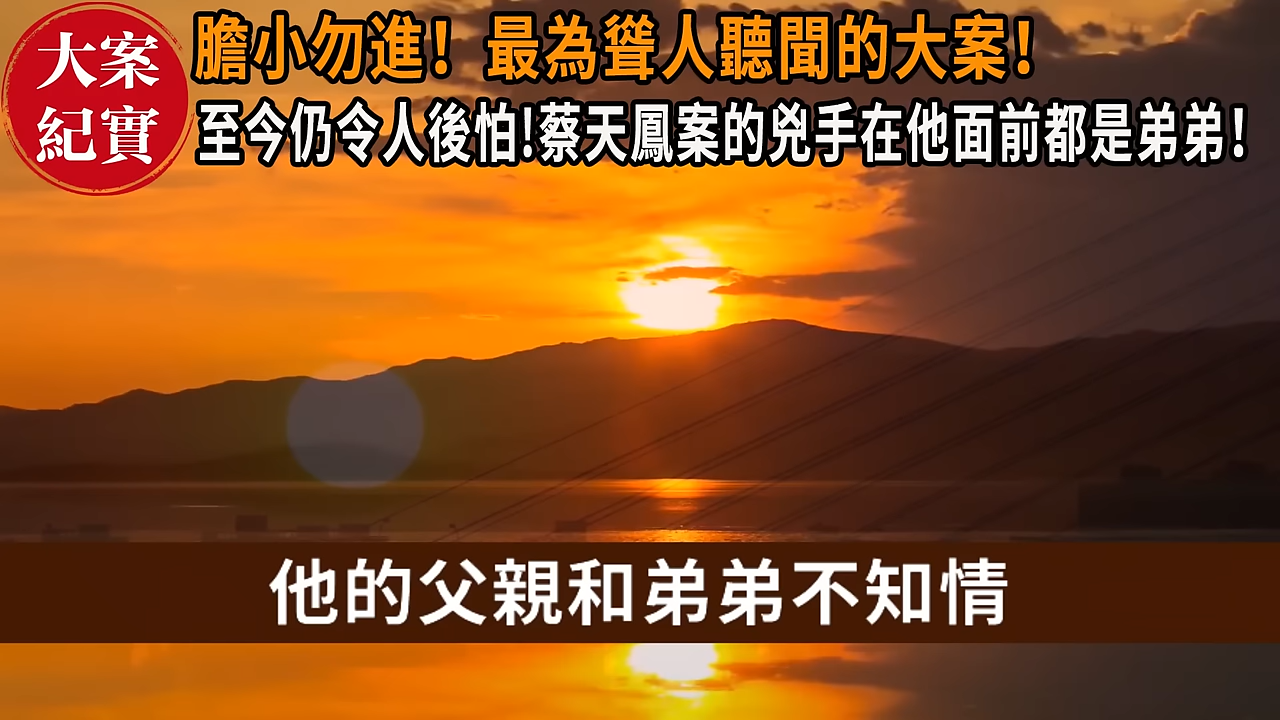 大案
紀實
膽小勿進！最為聳人聽聞的大案！
至今仍令人後怕!蔡天鳳案的兇手在他面前都是弟弟！
他的父親和弟弟不知情